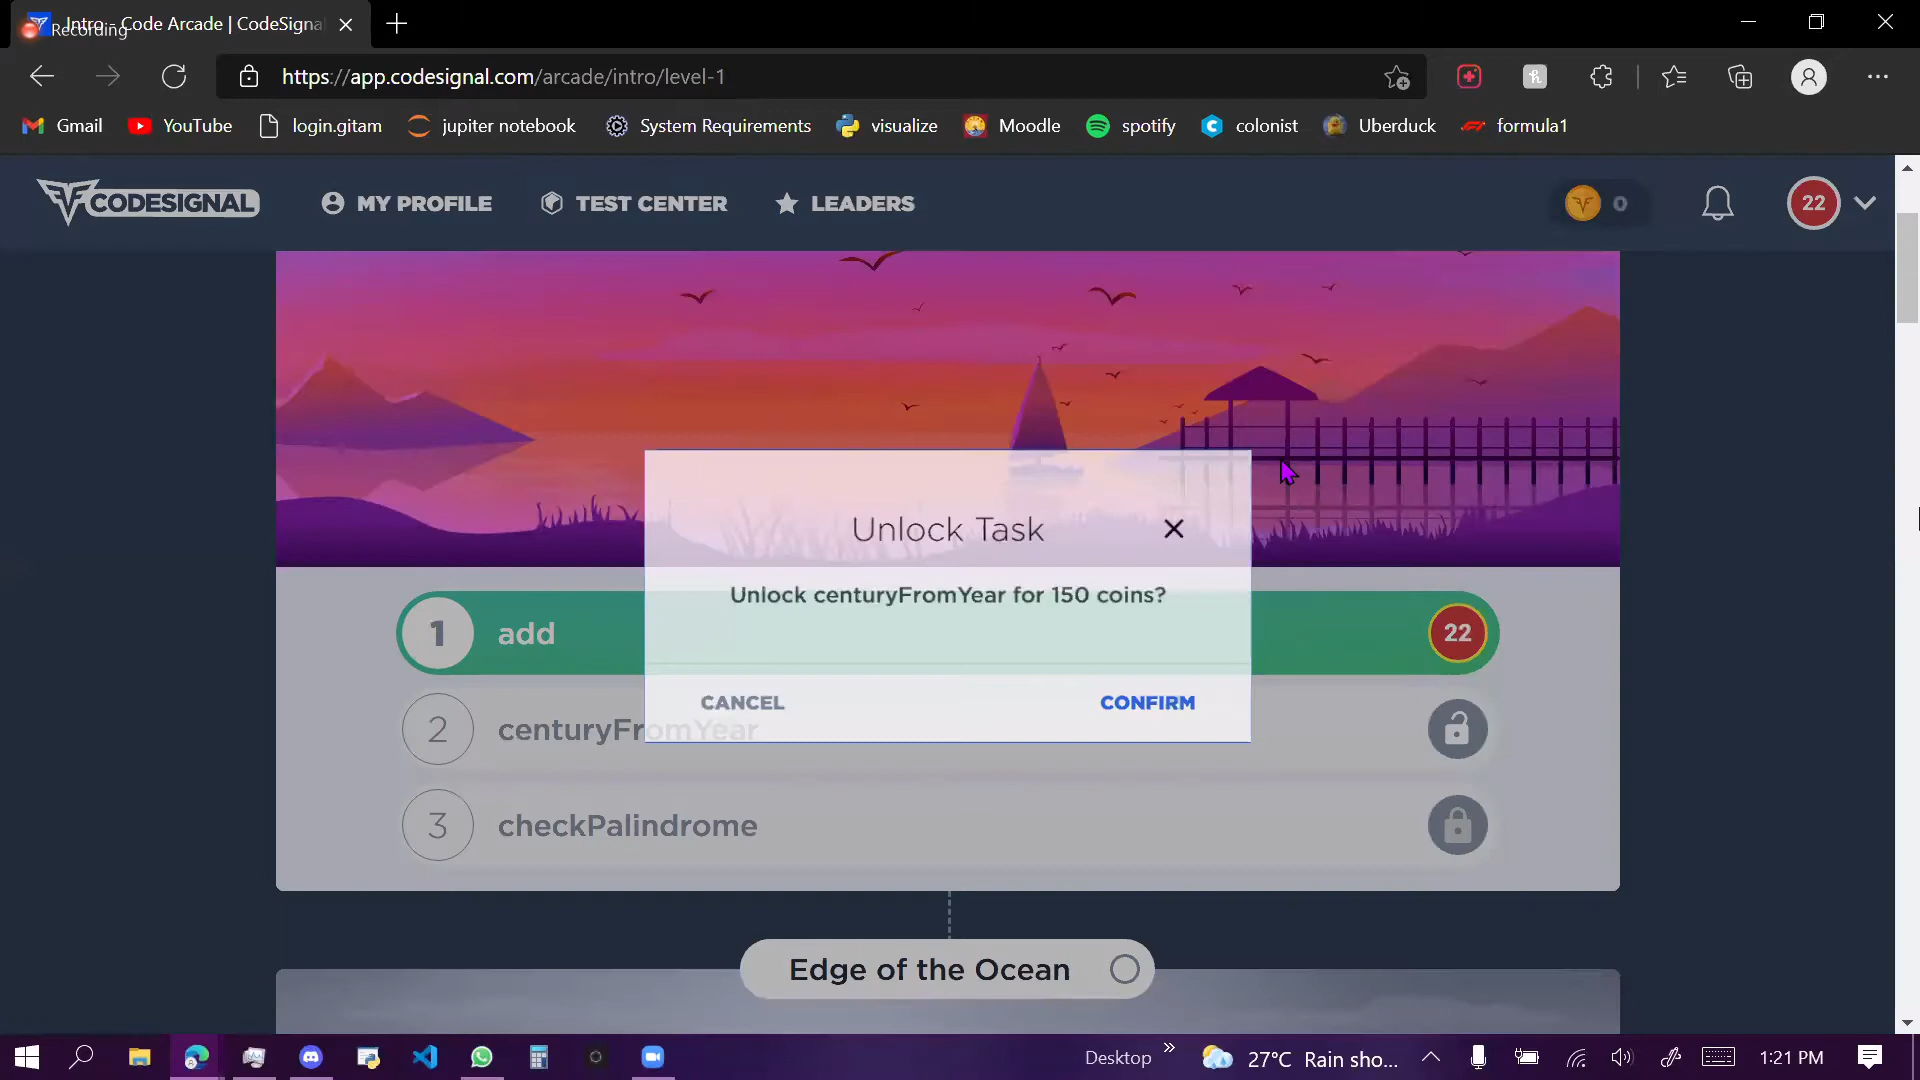 Intro - Code Arcade | CodeSigna
Recording
https://app.codesignal.com/arcade/intro/level-1
Gmail YouTube login.gitam jupiter notebook System Requirements visualize Moodle spotify colonist Uberduck formula1
CODESIGNAL MY PROFILE TEST CENTER LEADERS 0 22
Unlock Task
Unlock centuryFromYear for 150 coins?
1 add 22
CANCEL CONFIRM
2 centuryFromYear
3 checkPalindrome
Edge of the Ocean
Desktop 27°C Rain sho... 1:21 PM